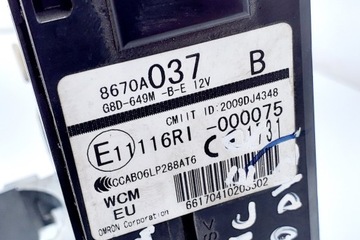 8670A037 B
G8D-649M -B-E 12V
CMIIT ID:2009DJ4348
E11 116RI -000075
CCAB06LP288AT6
WCM
EU
OMRON Corporation